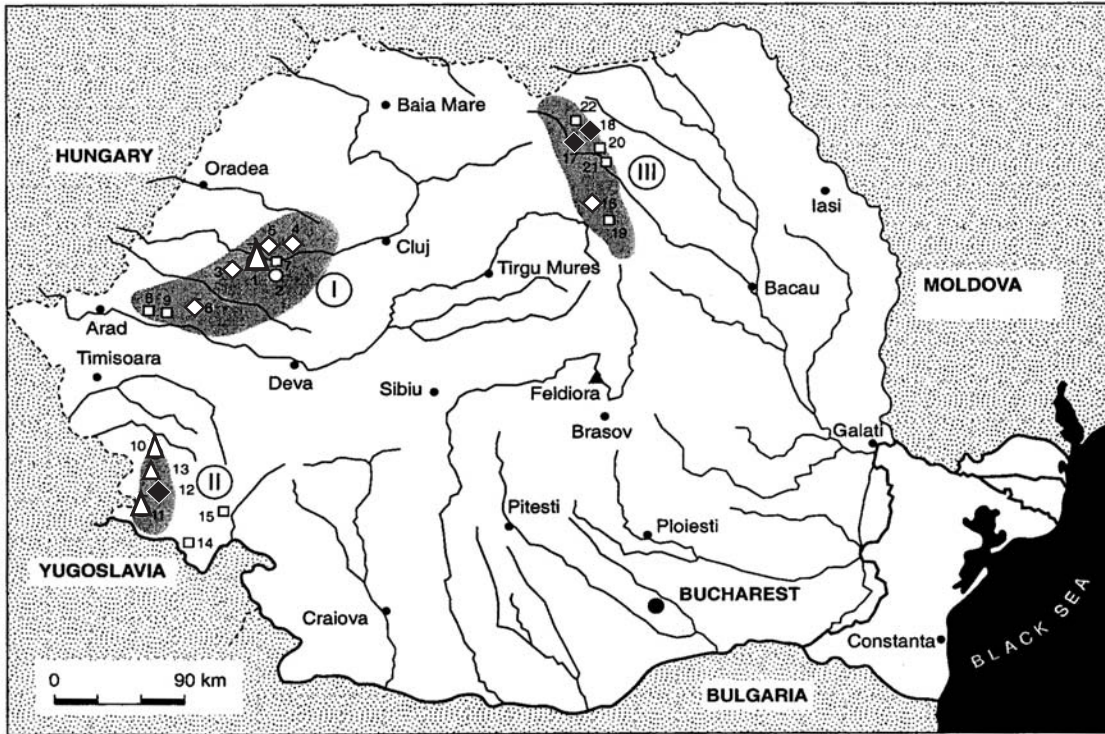 Baia Mare
22
18
HUNGARY
17
20
21
III
Oradea
Iasi
16
5
4
19
Cluj
3
7
1
2
Tirgu Mures
I
MOLDOVA
Bacau
8
9
6
Arad
Timisoara
Deva
Sibiu
Feldiora
Brasov
Galati
10
13
II
12
11
15
Pitesti
14
Ploiesti
YUGOSLAVIA
BUCHAREST
Craiova
Constanta
BLACK SEA
0
90 km
BULGARIA